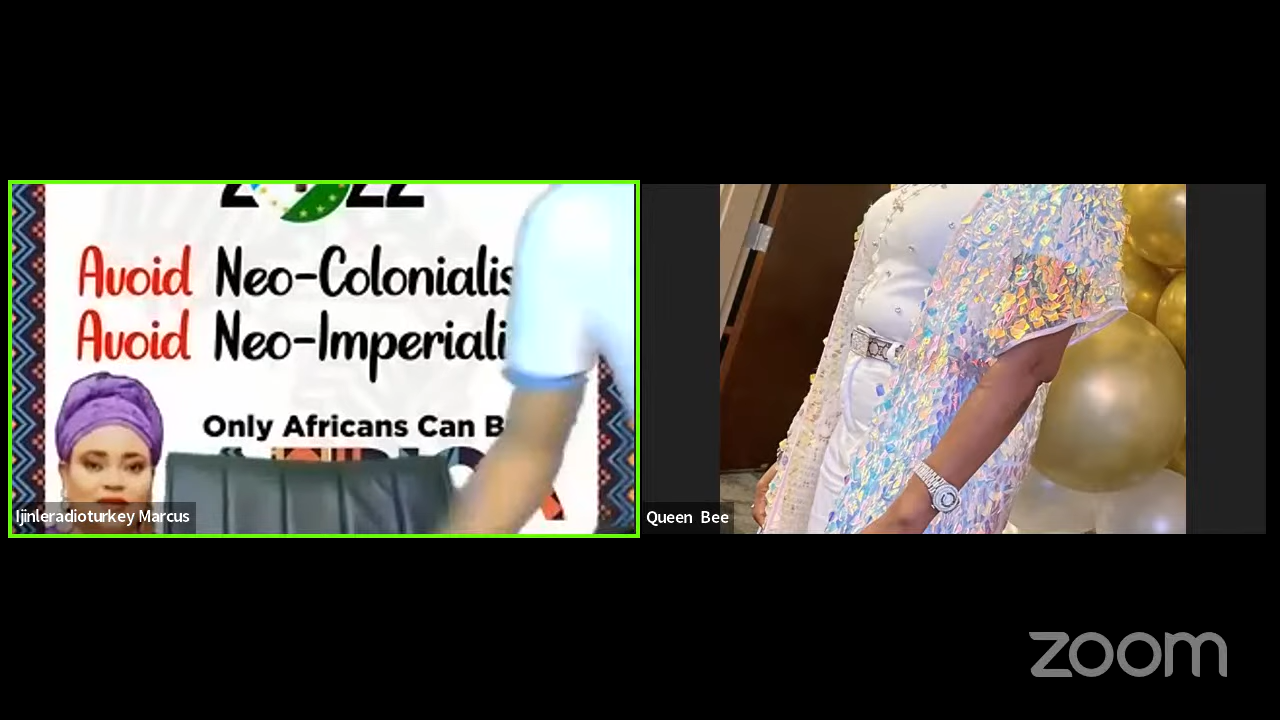 Avoid Neo-Colonialis
Avoid Neo-Imperiali
Only Africans Can B
Ijinleradioturkey Marcus
Queen Bee
zoom